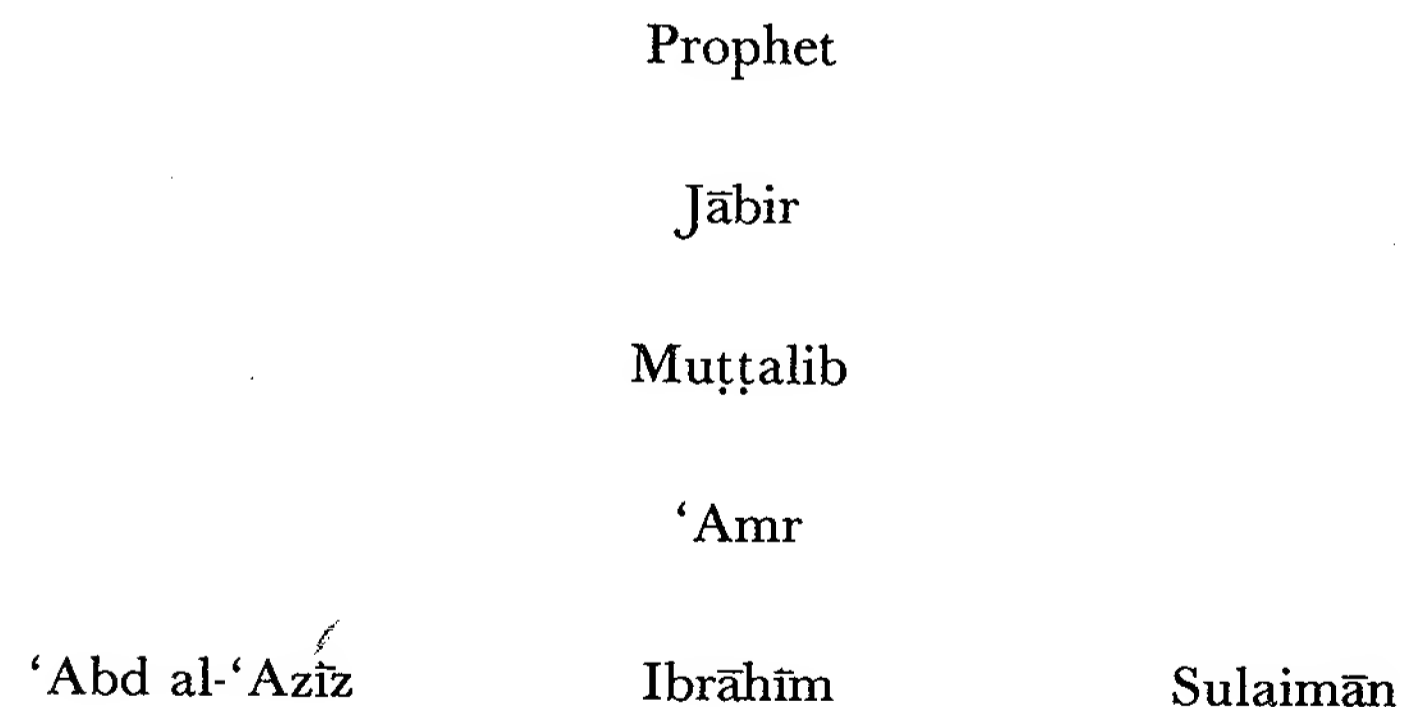 Prophet
Jābir
Muṭṭalib
‘Amr
‘Abd al-‘Azīz Ibrāhīm Sulaimān